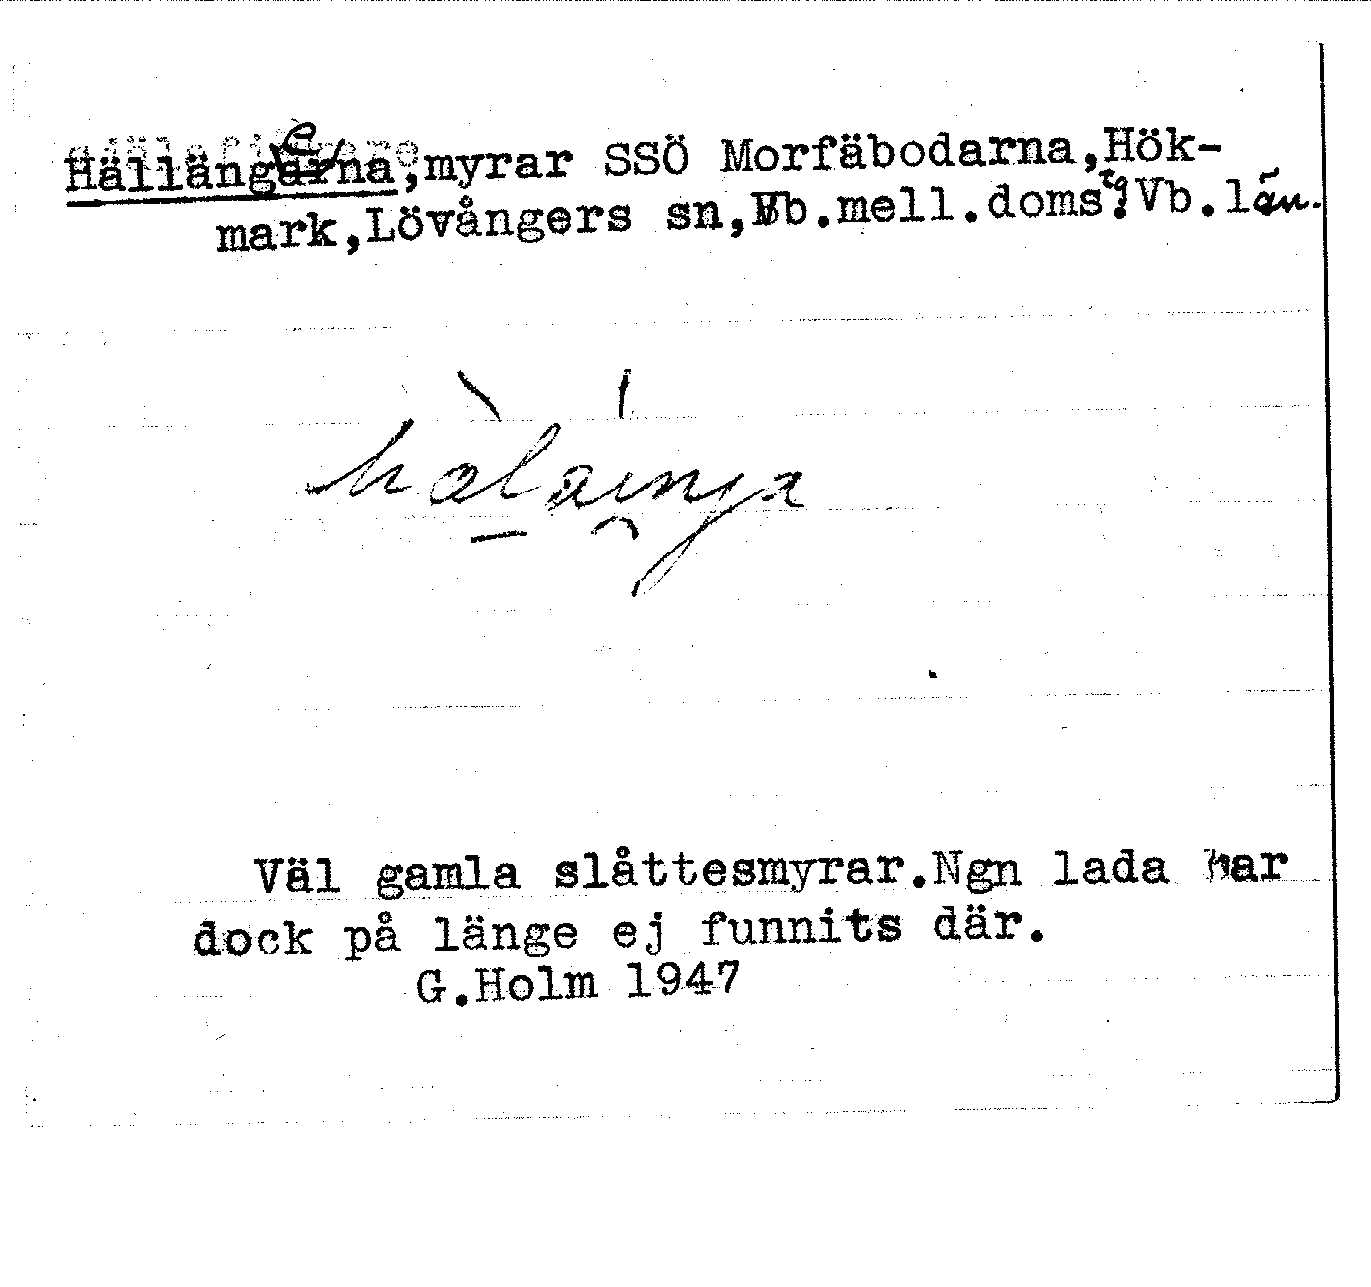 Hällängena,myrar SSÖ Morfäbodarna,Hök-
mark,Lövångers sn,Vb.mell.doms̊g.Vb.län.
Väl gamla slåttesmyrar.Ngn lada har
dock på länge ej funnits där.
G.Holm 1947